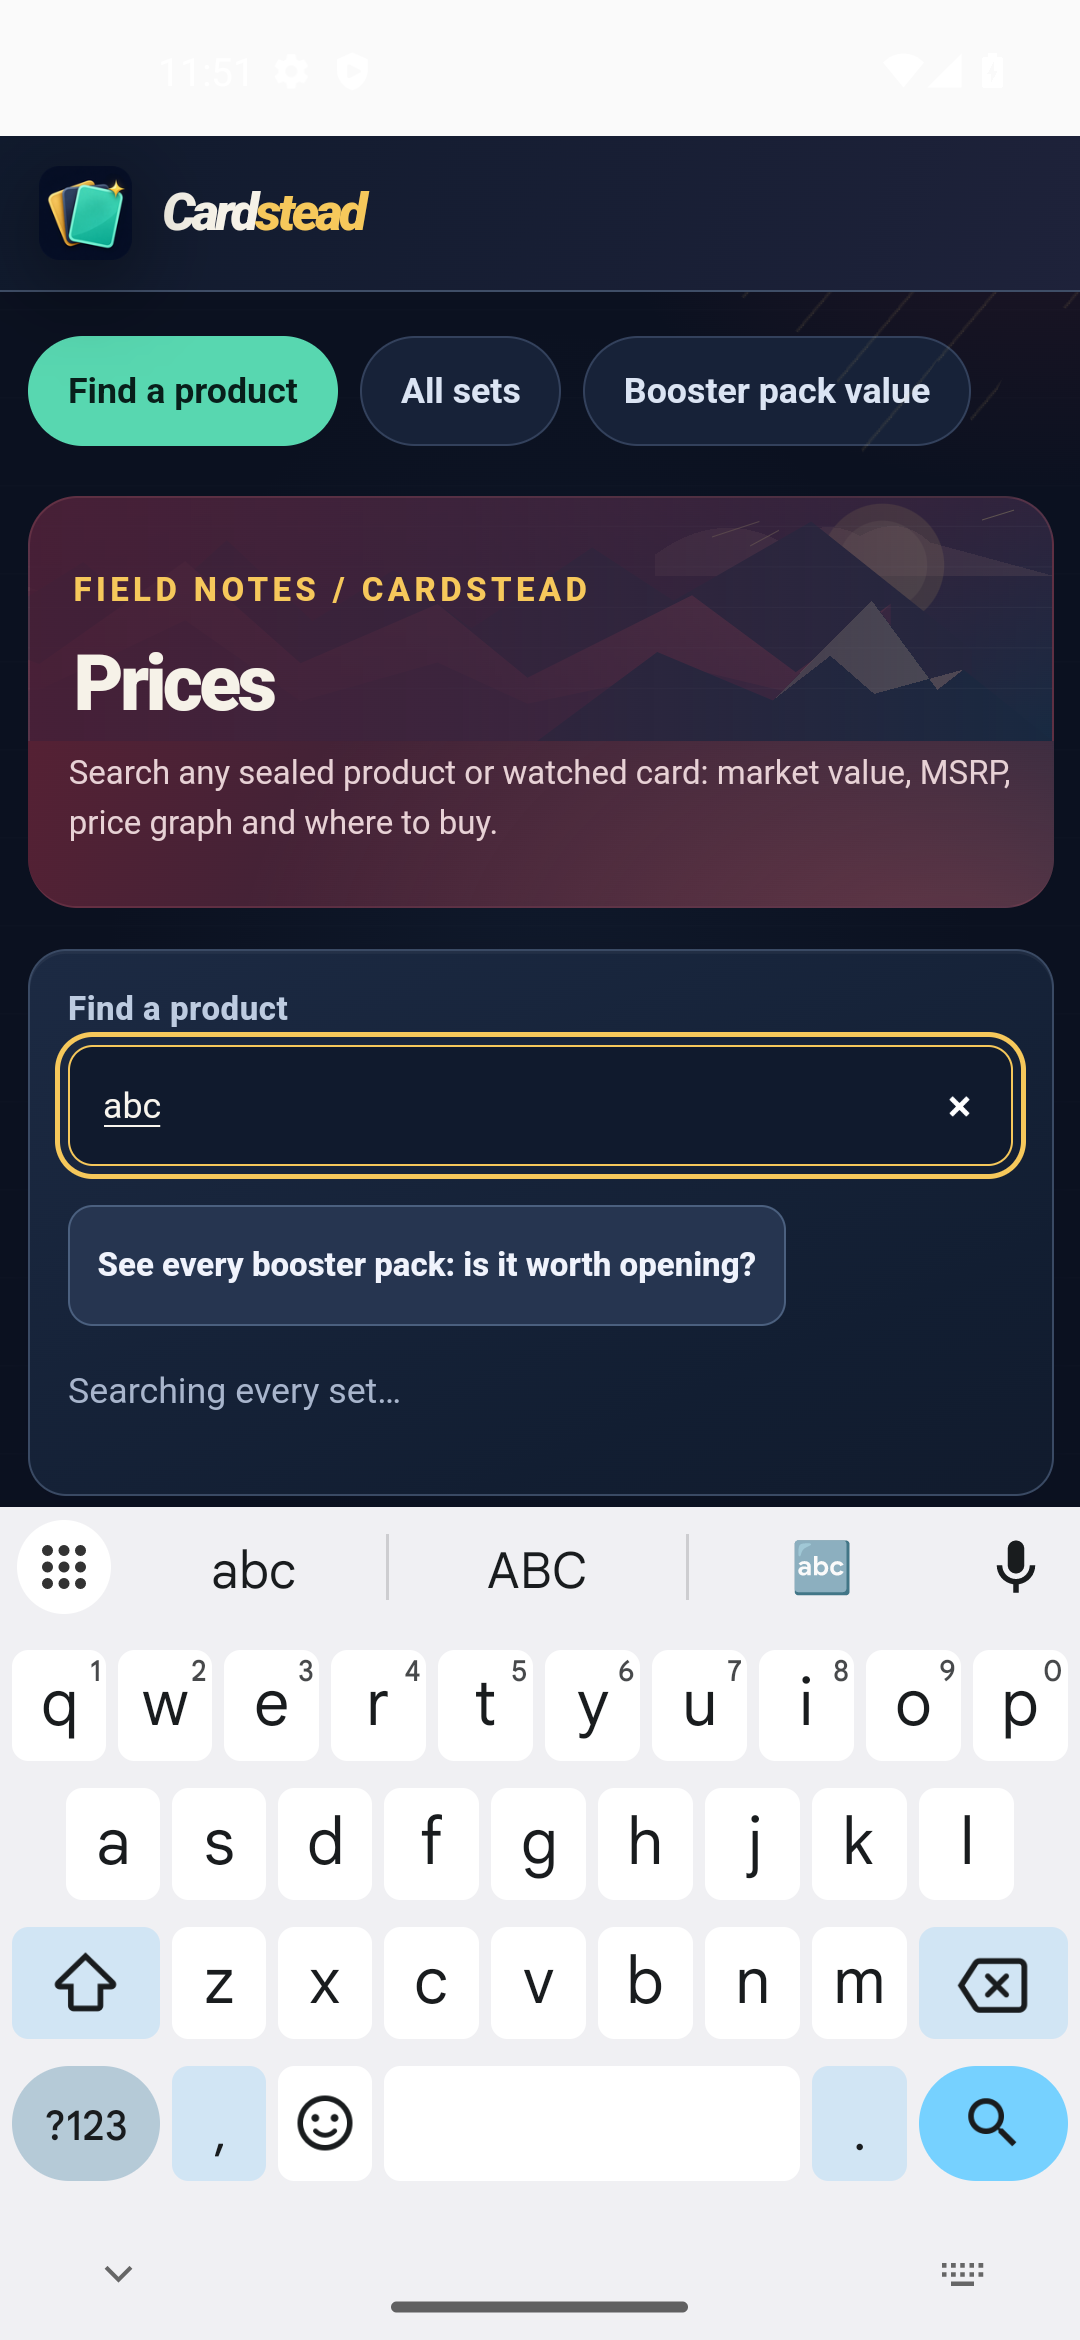 11:51
Cardstead
Find a product
All sets
Booster pack value
FIELD NOTES / CARDSTEAD
Prices
Search any sealed product or watched card: market value, MSRP,
price graph and where to buy.
Find a product
abc
See every booster pack: is it worth opening?
Searching every set…
abc ABC abc
q 1 w 2 e 3 r 4 t 5 y 6 u 7 i 8 o 9 p 0
a s d f g h j k l
z x c v b n m
?123 , .